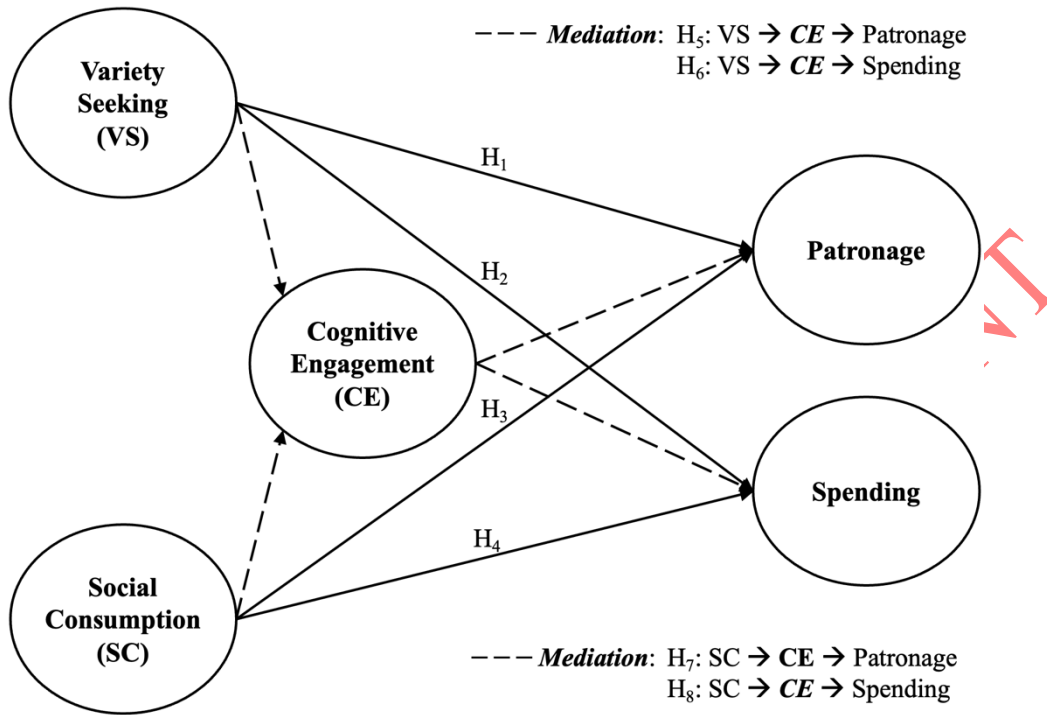 --- Mediation: H₅: VS → CE → Patronage
H₆: VS → CE → Spending
Variety
Seeking
(VS)
H₁
H₂
Patronage
Cognitive
Engagement
(CE)
H₃
Spending
H₄
Social
Consumption
(SC)
--- Mediation: H₇: SC → CE → Patronage
H₈: SC → CE → Spending